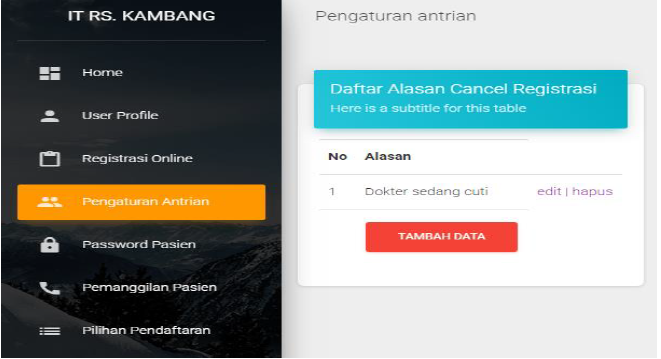 IT RS. KAMBANG
Home
User Profile
Registrasi Online
Pengaturan Antrian
Password Pasien
Pemanggilan Pasien
Pilihan Pendaftaran
Pengaturan antrian
Daftar Alasan Cancel Registrasi
Here is a subtitle for this table
No Alasan
1 Dokter sedang cuti edit | hapus
TAMBAH DATA